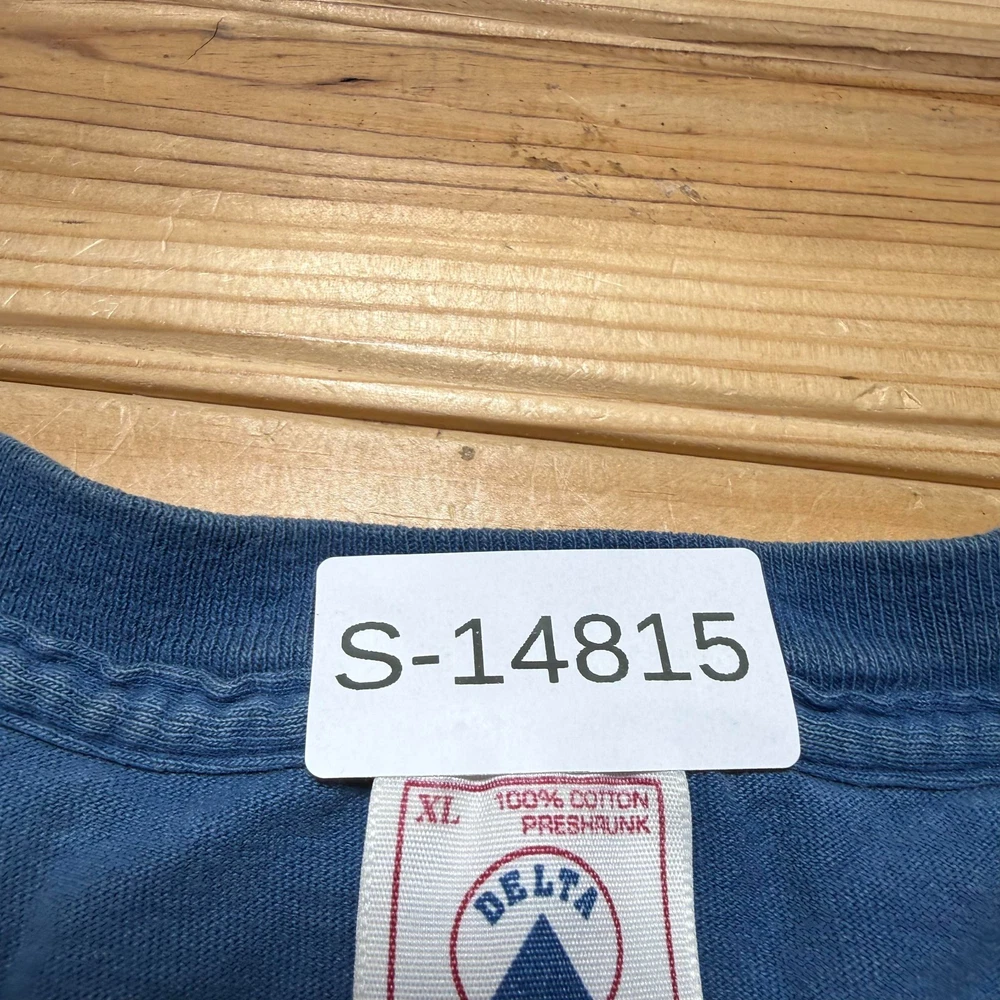 S-14815
XL 100% COTTON
PRESHRUNK
DELTA